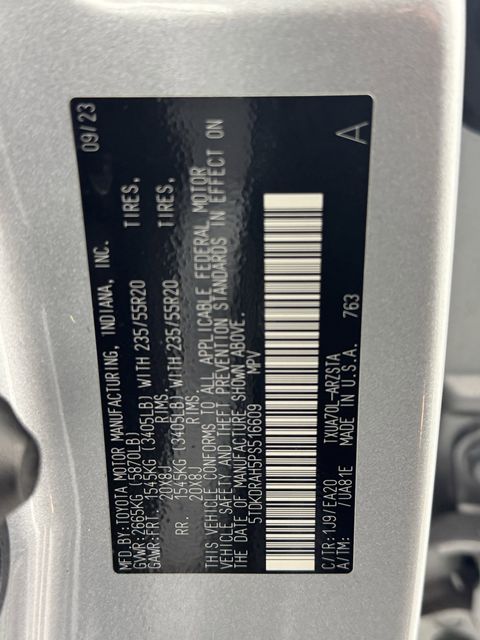 MFD.BY:TOYOTA MOTOR MANUFACTURING, INDIANA, INC. 09/23
GVWR:2665KG (5870LB)
GAWR:FRT. 1545KG (3405LB) WITH 235/55R20 TIRES,
20X8J RIMS
RR. 1545KG (3405LB) WITH 235/55R20 TIRES,
20X8J RIMS
THIS VEHICLE CONFORMS TO ALL APPLICABLE FEDERAL MOTOR
VEHICLE SAFETY AND THEFT PREVENTION STANDARDS IN EFFECT ON
THE DATE OF MANUFACTURE SHOWN ABOVE.
5TDKDRAH5PS516609 MPV
C/TR:1J9/EA20 TXUA70L-ARZSTA A
A/TM: /UA81E MADE IN U.S.A. 763